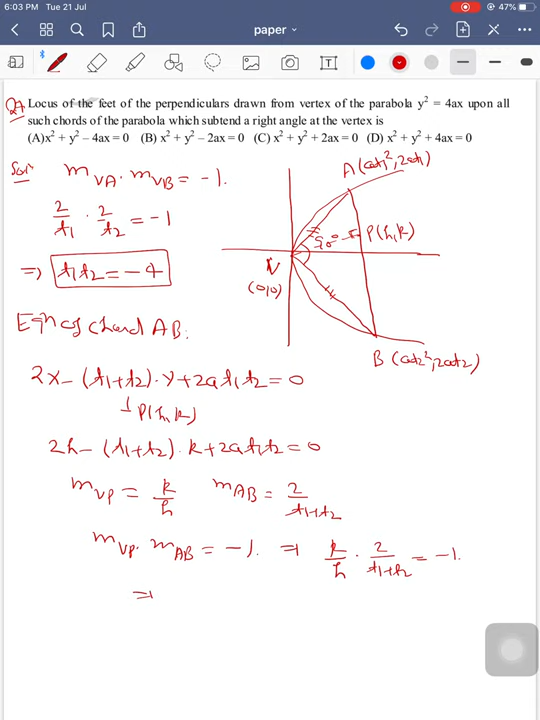 6:03 PM Tue 21 Jul
47%
paper
Q7 Locus of the feet of the perpendiculars drawn from vertex of the parabola y² = 4ax upon all
such chords of the parabola which subtend a right angle at the vertex is
(A)x² + y² – 4ax = 0 (B) x² + y² – 2ax = 0 (C) x² + y² + 2ax = 0 (D) x² + y² + 4ax = 0
Sol:
m_VA · m_VB = -1.
2/t1 · 2/t2 = -1
⇒ t1t2 = -4
A (at1², 2at1)
P(h, k)
90°
V
(0,0)
B (at2², 2at2)
Eqn of chord AB:
2x - (t1+t2) · y + 2at1t2 = 0
↓ P(h, k)
2h - (t1+t2) · k + 2at1t2 = 0
m_VP = k/h m_AB = 2/(t1+t2)
m_VP · m_AB = -1. ⇒ k/h · 2/(t1+t2) = -1.
⇒